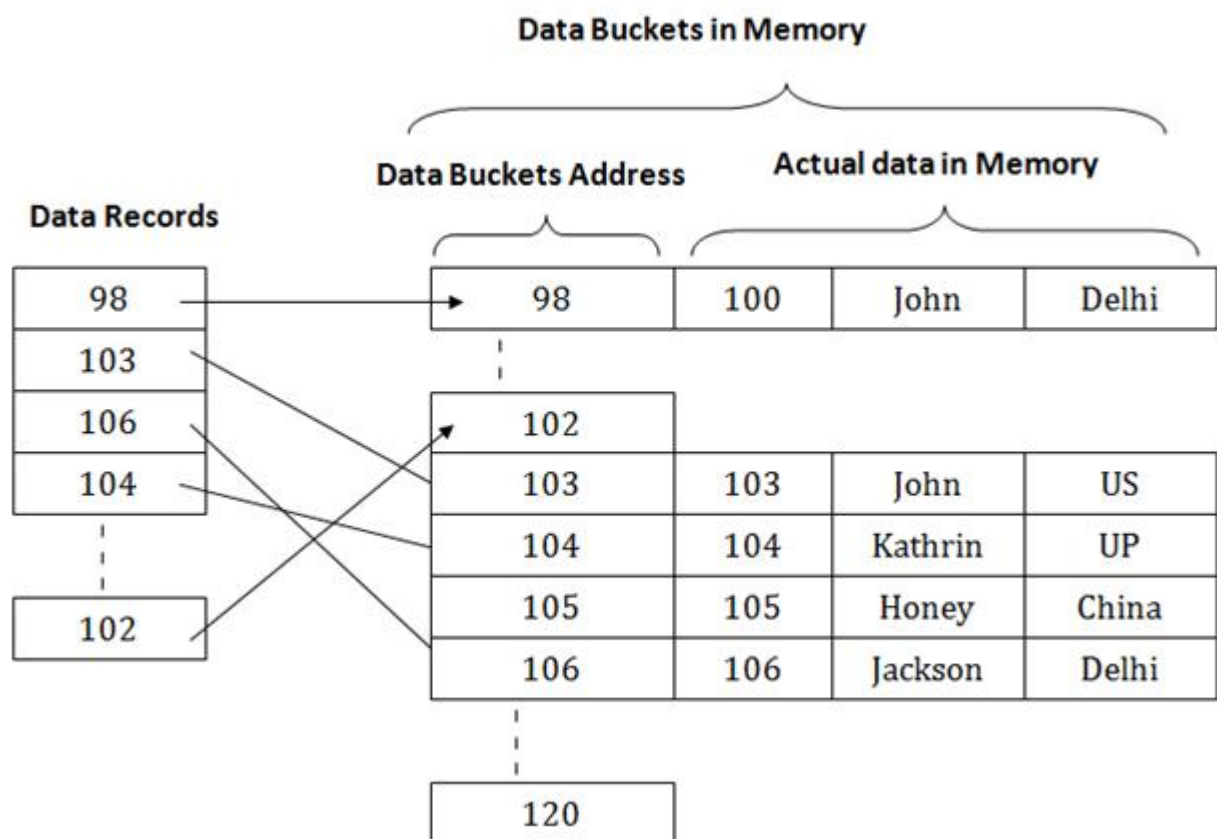 Data Buckets in Memory
Data Buckets Address
Actual data in Memory
Data Records
98
103
106
104
102
98 100 John Delhi
102
103 103 John US
104 104 Kathrin UP
105 105 Honey China
106 106 Jackson Delhi
120